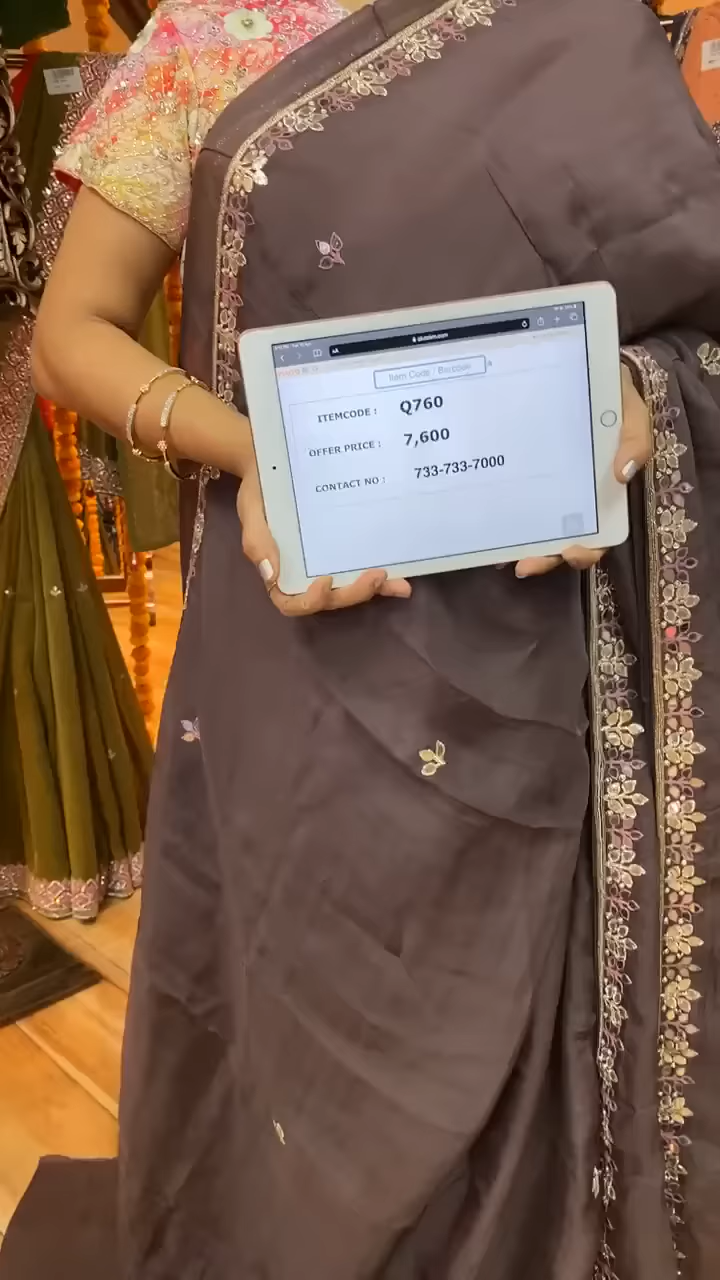 Item Code / Barcode
ITEMCODE : Q760
OFFER PRICE : 7,600
CONTACT NO : 733-733-7000